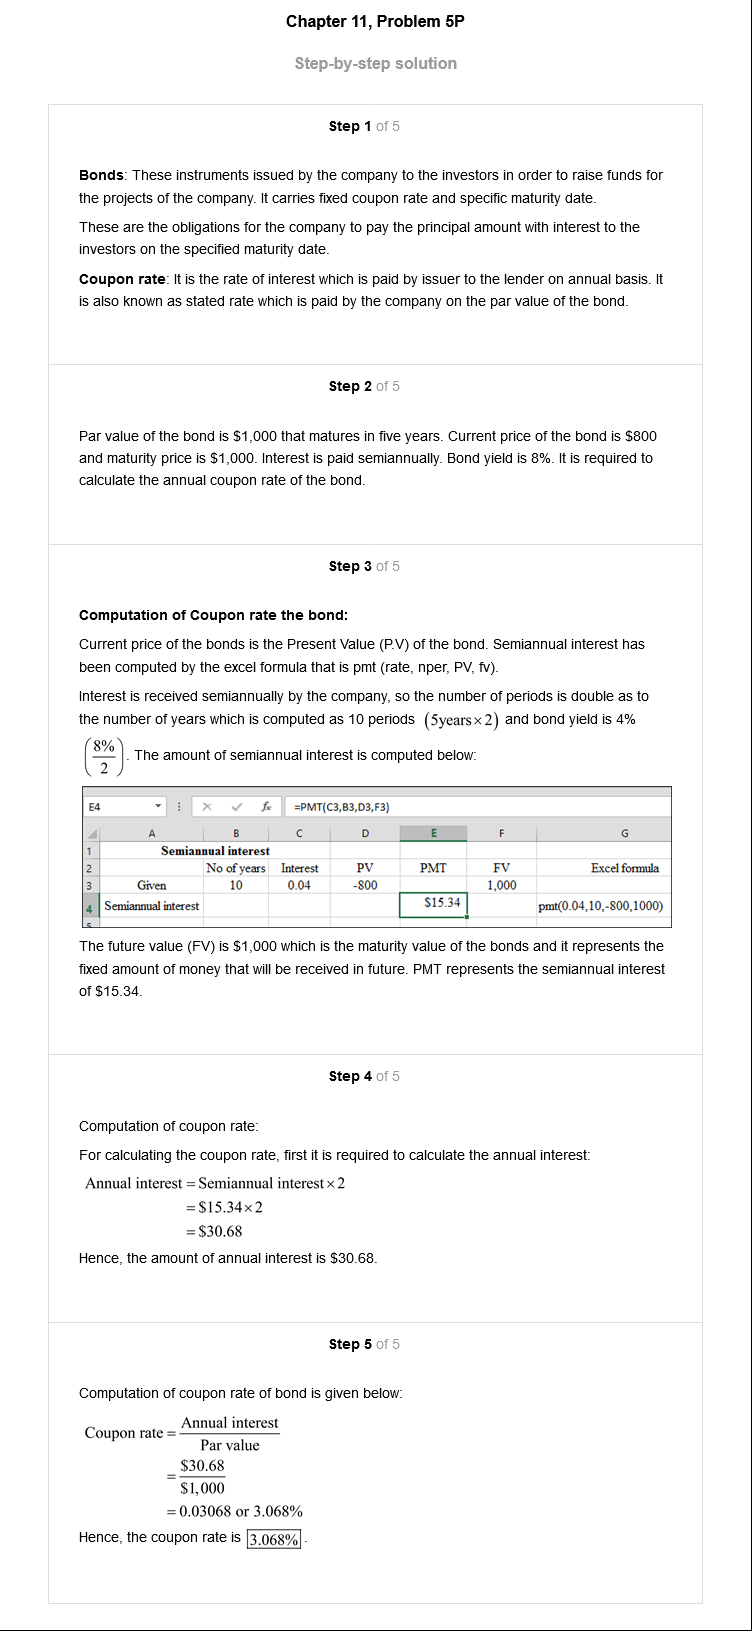 Chapter 11, Problem 5P
Step-by-step solution
Step 1 of 5
Bonds: These instruments issued by the company to the investors in order to raise funds for
the projects of the company. It carries fixed coupon rate and specific maturity date.
These are the obligations for the company to pay the principal amount with interest to the
investors on the specified maturity date.
Coupon rate: It is the rate of interest which is paid by issuer to the lender on annual basis. It
is also known as stated rate which is paid by the company on the par value of the bond.
Step 2 of 5
Par value of the bond is $1,000 that matures in five years. Current price of the bond is $800
and maturity price is $1,000. Interest is paid semiannually. Bond yield is 8%. It is required to
calculate the annual coupon rate of the bond.
Step 3 of 5
Computation of Coupon rate the bond:
Current price of the bonds is the Present Value (P.V) of the bond. Semiannual interest has
been computed by the excel formula that is pmt (rate, nper, PV, fv).
Interest is received semiannually by the company, so the number of periods is double as to
the number of years which is computed as 10 periods (5years×2) and bond yield is 4%
(8%/2). The amount of semiannual interest is computed below:
E4 fx =PMT(C3,B3,D3,F3)
A B C D E F G
1 Semiannual interest
2 No of years Interest PV PMT FV Excel formula
3 Given 10 0.04 -800 1,000
4 Semiannual interest $15.34 pmt(0.04,10,-800,1000)
5
The future value (FV) is $1,000 which is the maturity value of the bonds and it represents the
fixed amount of money that will be received in future. PMT represents the semiannual interest
of $15.34.
Step 4 of 5
Computation of coupon rate:
For calculating the coupon rate, first it is required to calculate the annual interest:
Annual interest = Semiannual interest×2
= $15.34×2
= $30.68
Hence, the amount of annual interest is $30.68.
Step 5 of 5
Computation of coupon rate of bond is given below:
Coupon rate = Annual interest / Par value
= $30.68 / $1,000
= 0.03068 or 3.068%
Hence, the coupon rate is 3.068%.